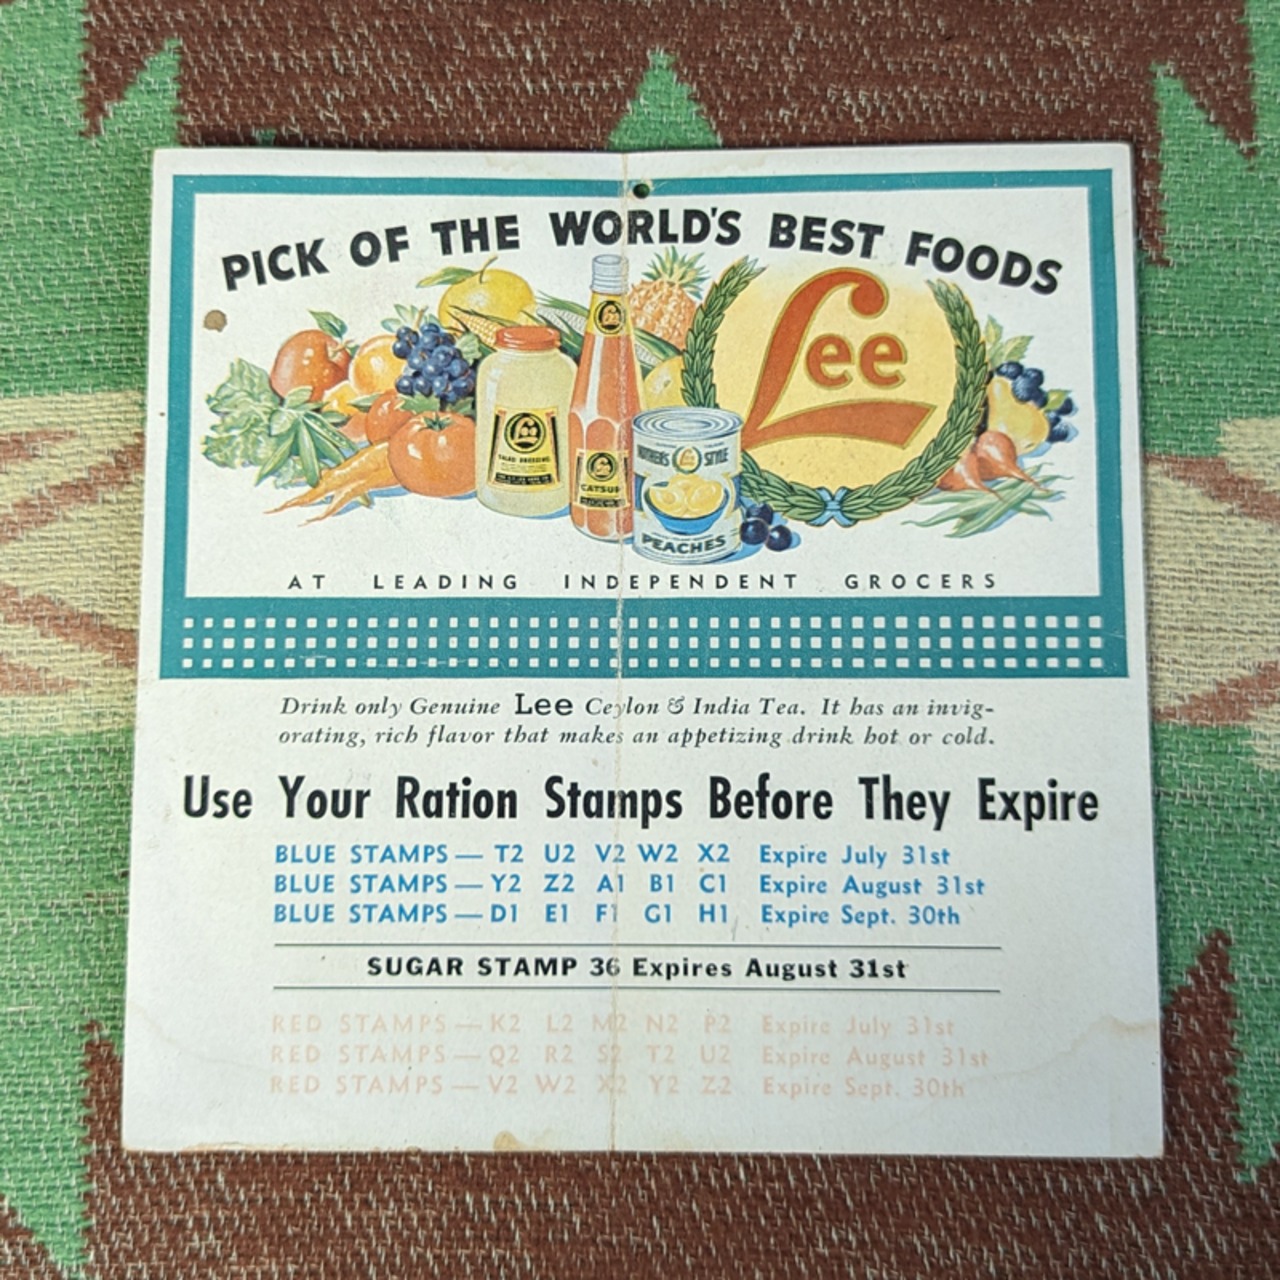 PICK OF THE WORLD'S BEST FOODS
Lee
Lee
Lee
SALAD DRESSING
Lee
CATSUP
MOTHER'S Lee STYLE
PEACHES
AT LEADING INDEPENDENT GROCERS
Drink only Genuine Lee Ceylon & India Tea. It has an invig-
orating, rich flavor that makes an appetizing drink hot or cold.
Use Your Ration Stamps Before They Expire
BLUE STAMPS — T2 U2 V2 W2 X2 Expire July 31st
BLUE STAMPS — Y2 Z2 A1 B1 C1 Expire August 31st
BLUE STAMPS — D1 E1 F1 G1 H1 Expire Sept. 30th
SUGAR STAMP 36 Expires August 31st
RED STAMPS — K2 L2 M2 N2 P2 Expire July 31st
RED STAMPS — Q2 R2 S2 T2 U2 Expire August 31st
RED STAMPS — V2 W2 X2 Y2 Z2 Expire Sept. 30th